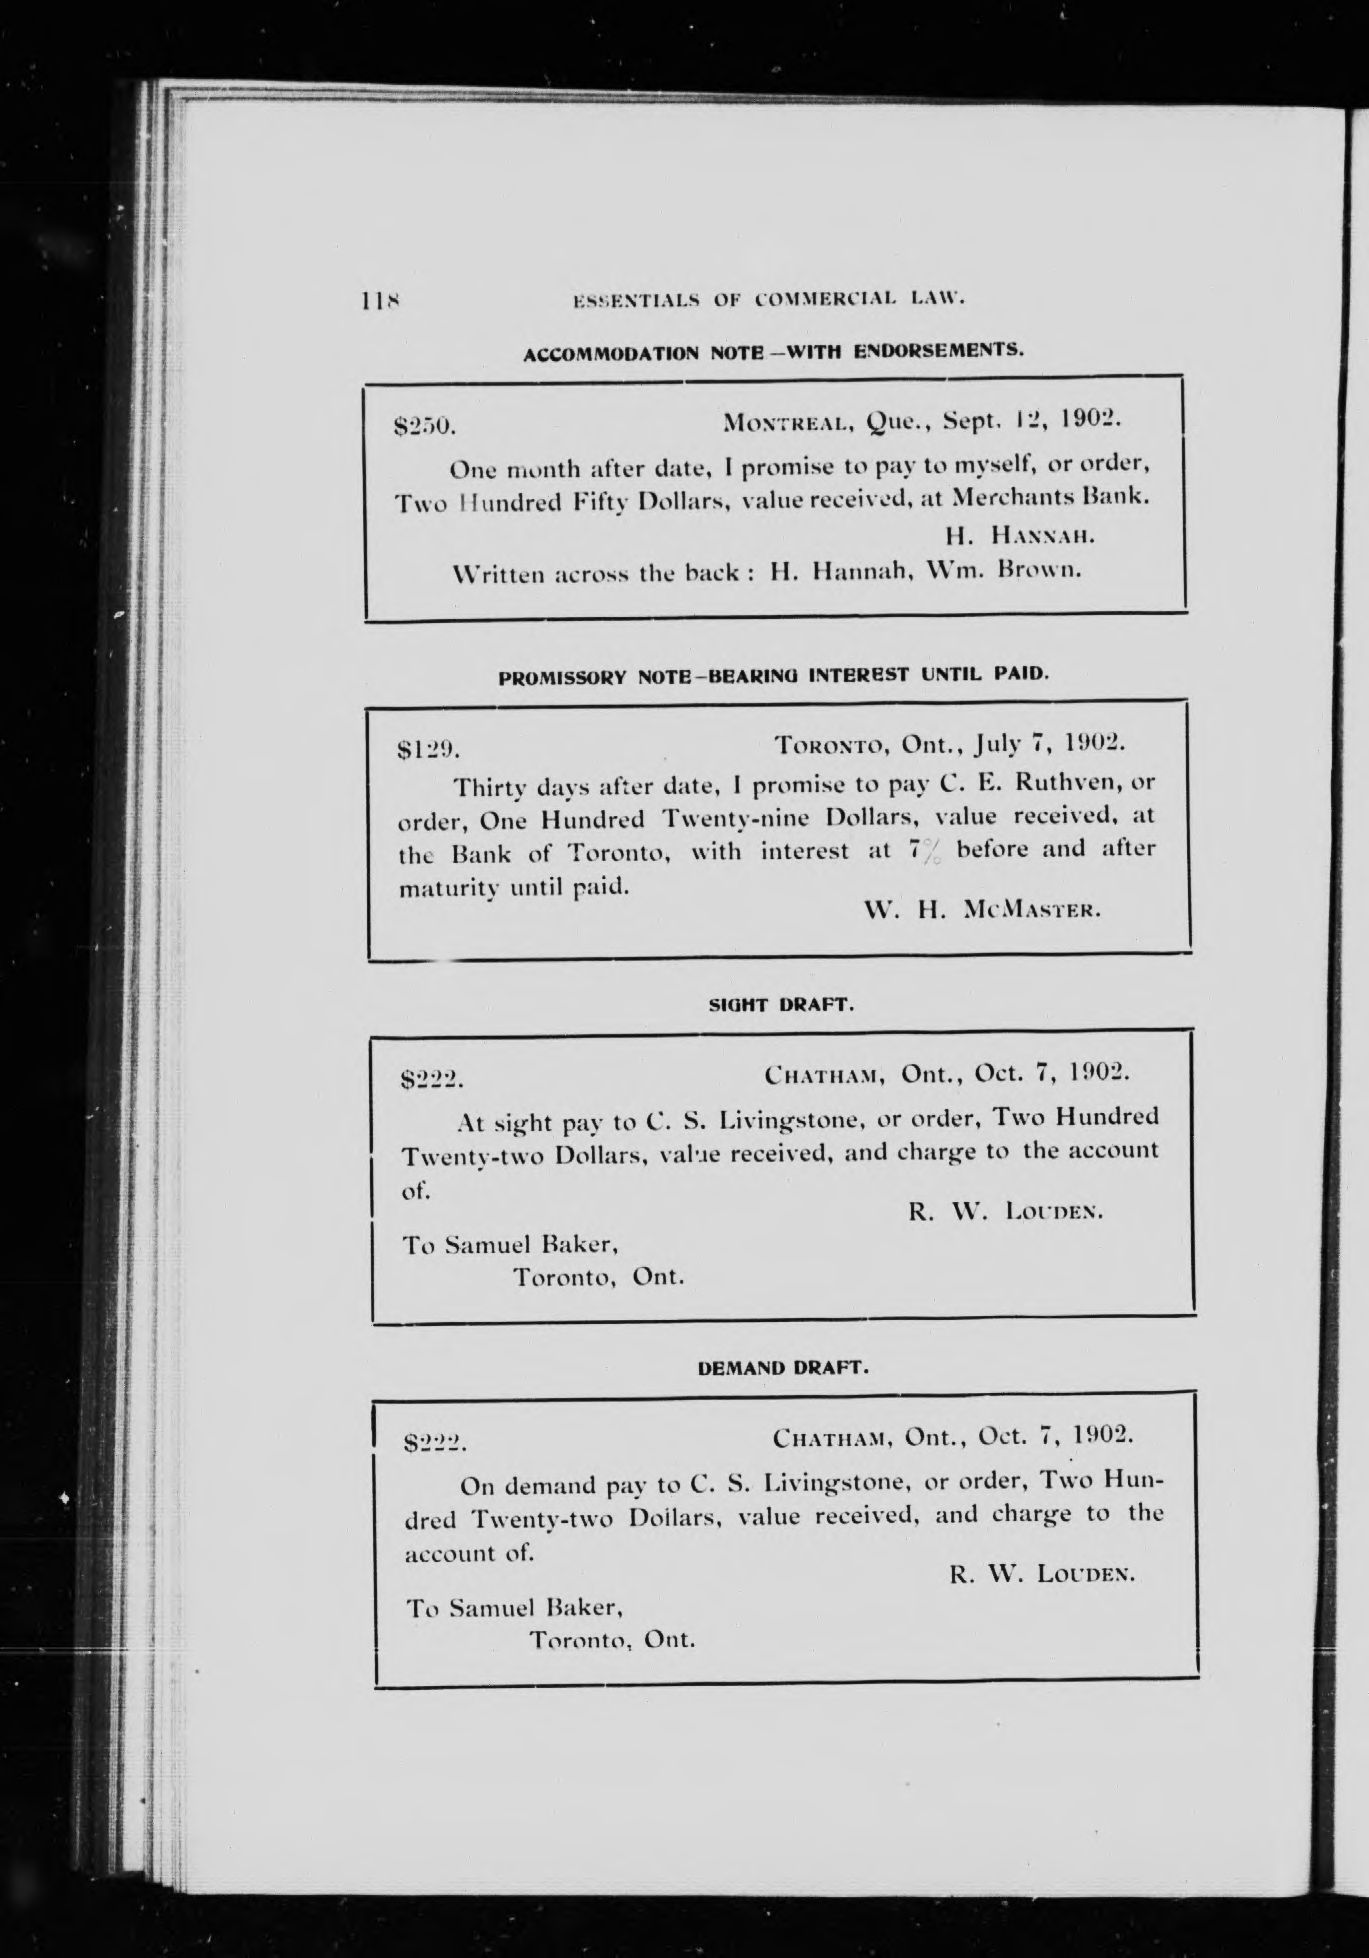 118 ESSENTIALS OF COMMERCIAL LAW.
ACCOMMODATION NOTE—WITH ENDORSEMENTS.
$250. MONTREAL, Que., Sept. 12, 1902.
One month after date, I promise to pay to myself, or order,
Two Hundred Fifty Dollars, value received, at Merchants Bank.
H. HANNAH.
Written across the back : H. Hannah, Wm. Brown.
PROMISSORY NOTE—BEARING INTEREST UNTIL PAID.
$129. TORONTO, Ont., July 7, 1902.
Thirty days after date, I promise to pay C. E. Ruthven, or
order, One Hundred Twenty-nine Dollars, value received, at
the Bank of Toronto, with interest at 7% before and after
maturity until paid.
W. H. MCMASTER.
SIGHT DRAFT.
$222. CHATHAM, Ont., Oct. 7, 1902.
At sight pay to C. S. Livingstone, or order, Two Hundred
Twenty-two Dollars, value received, and charge to the account
of.
R. W. LOUDEN.
To Samuel Baker,
Toronto, Ont.
DEMAND DRAFT.
$222. CHATHAM, Ont., Oct. 7, 1902.
On demand pay to C. S. Livingstone, or order, Two Hun-
dred Twenty-two Dollars, value received, and charge to the
account of.
R. W. LOUDEN.
To Samuel Baker,
Toronto, Ont.